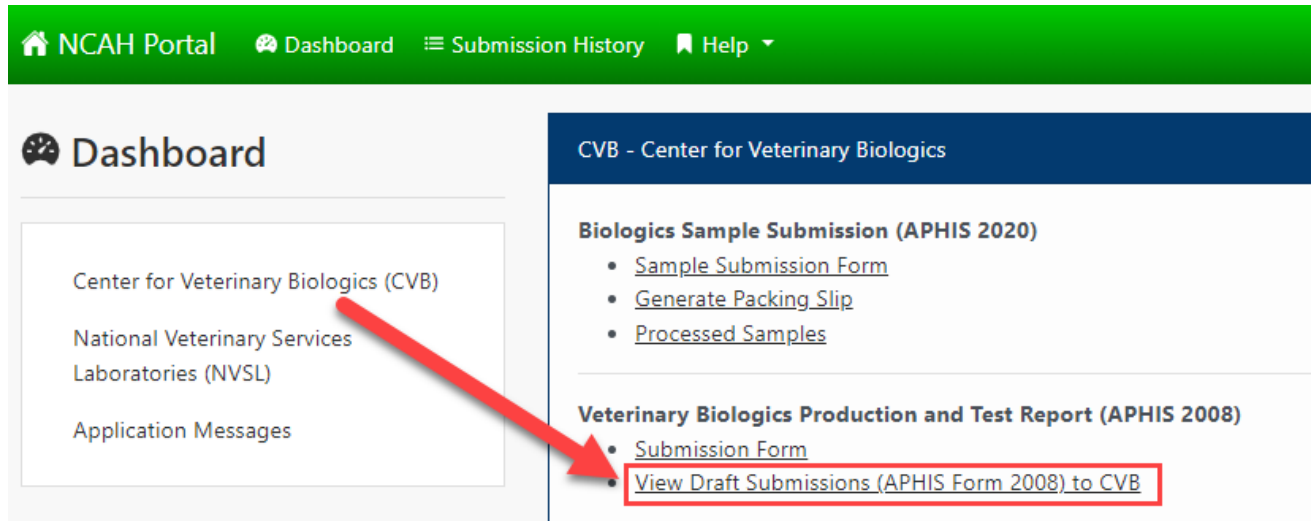 NCAH Portal Dashboard Submission History Help
Dashboard
Center for Veterinary Biologics (CVB)
National Veterinary Services
Laboratories (NVSL)
Application Messages
CVB - Center for Veterinary Biologics
Biologics Sample Submission (APHIS 2020)
Sample Submission Form
Generate Packing Slip
Processed Samples
Veterinary Biologics Production and Test Report (APHIS 2008)
Submission Form
View Draft Submissions (APHIS Form 2008) to CVB